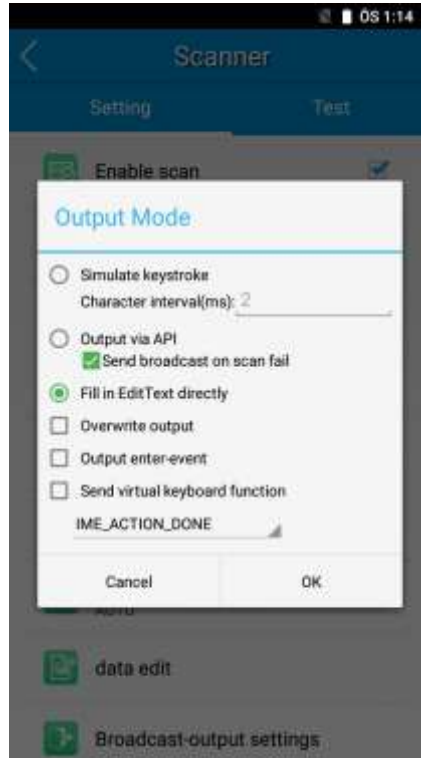 ÖS 1:14
Scanner
Setting Test
Enable scan
Output Mode
Simulate keystroke
Character interval(ms): 2
Output via API
Send broadcast on scan fail
Fill in EditText directly
Overwrite output
Output enter-event
Send virtual keyboard function
IME_ACTION_DONE
Cancel OK
AUTO
data edit
Broadcast-output settings